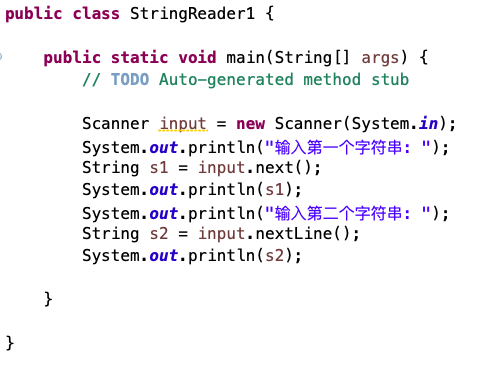 public class StringReader1 {
public static void main(String[] args) {
// TODO Auto-generated method stub
Scanner input = new Scanner(System.in);
System.out.println("输入第一个字符串: ");
String s1 = input.next();
System.out.println(s1);
System.out.println("输入第二个字符串: ");
String s2 = input.nextLine();
System.out.println(s2);
}
}